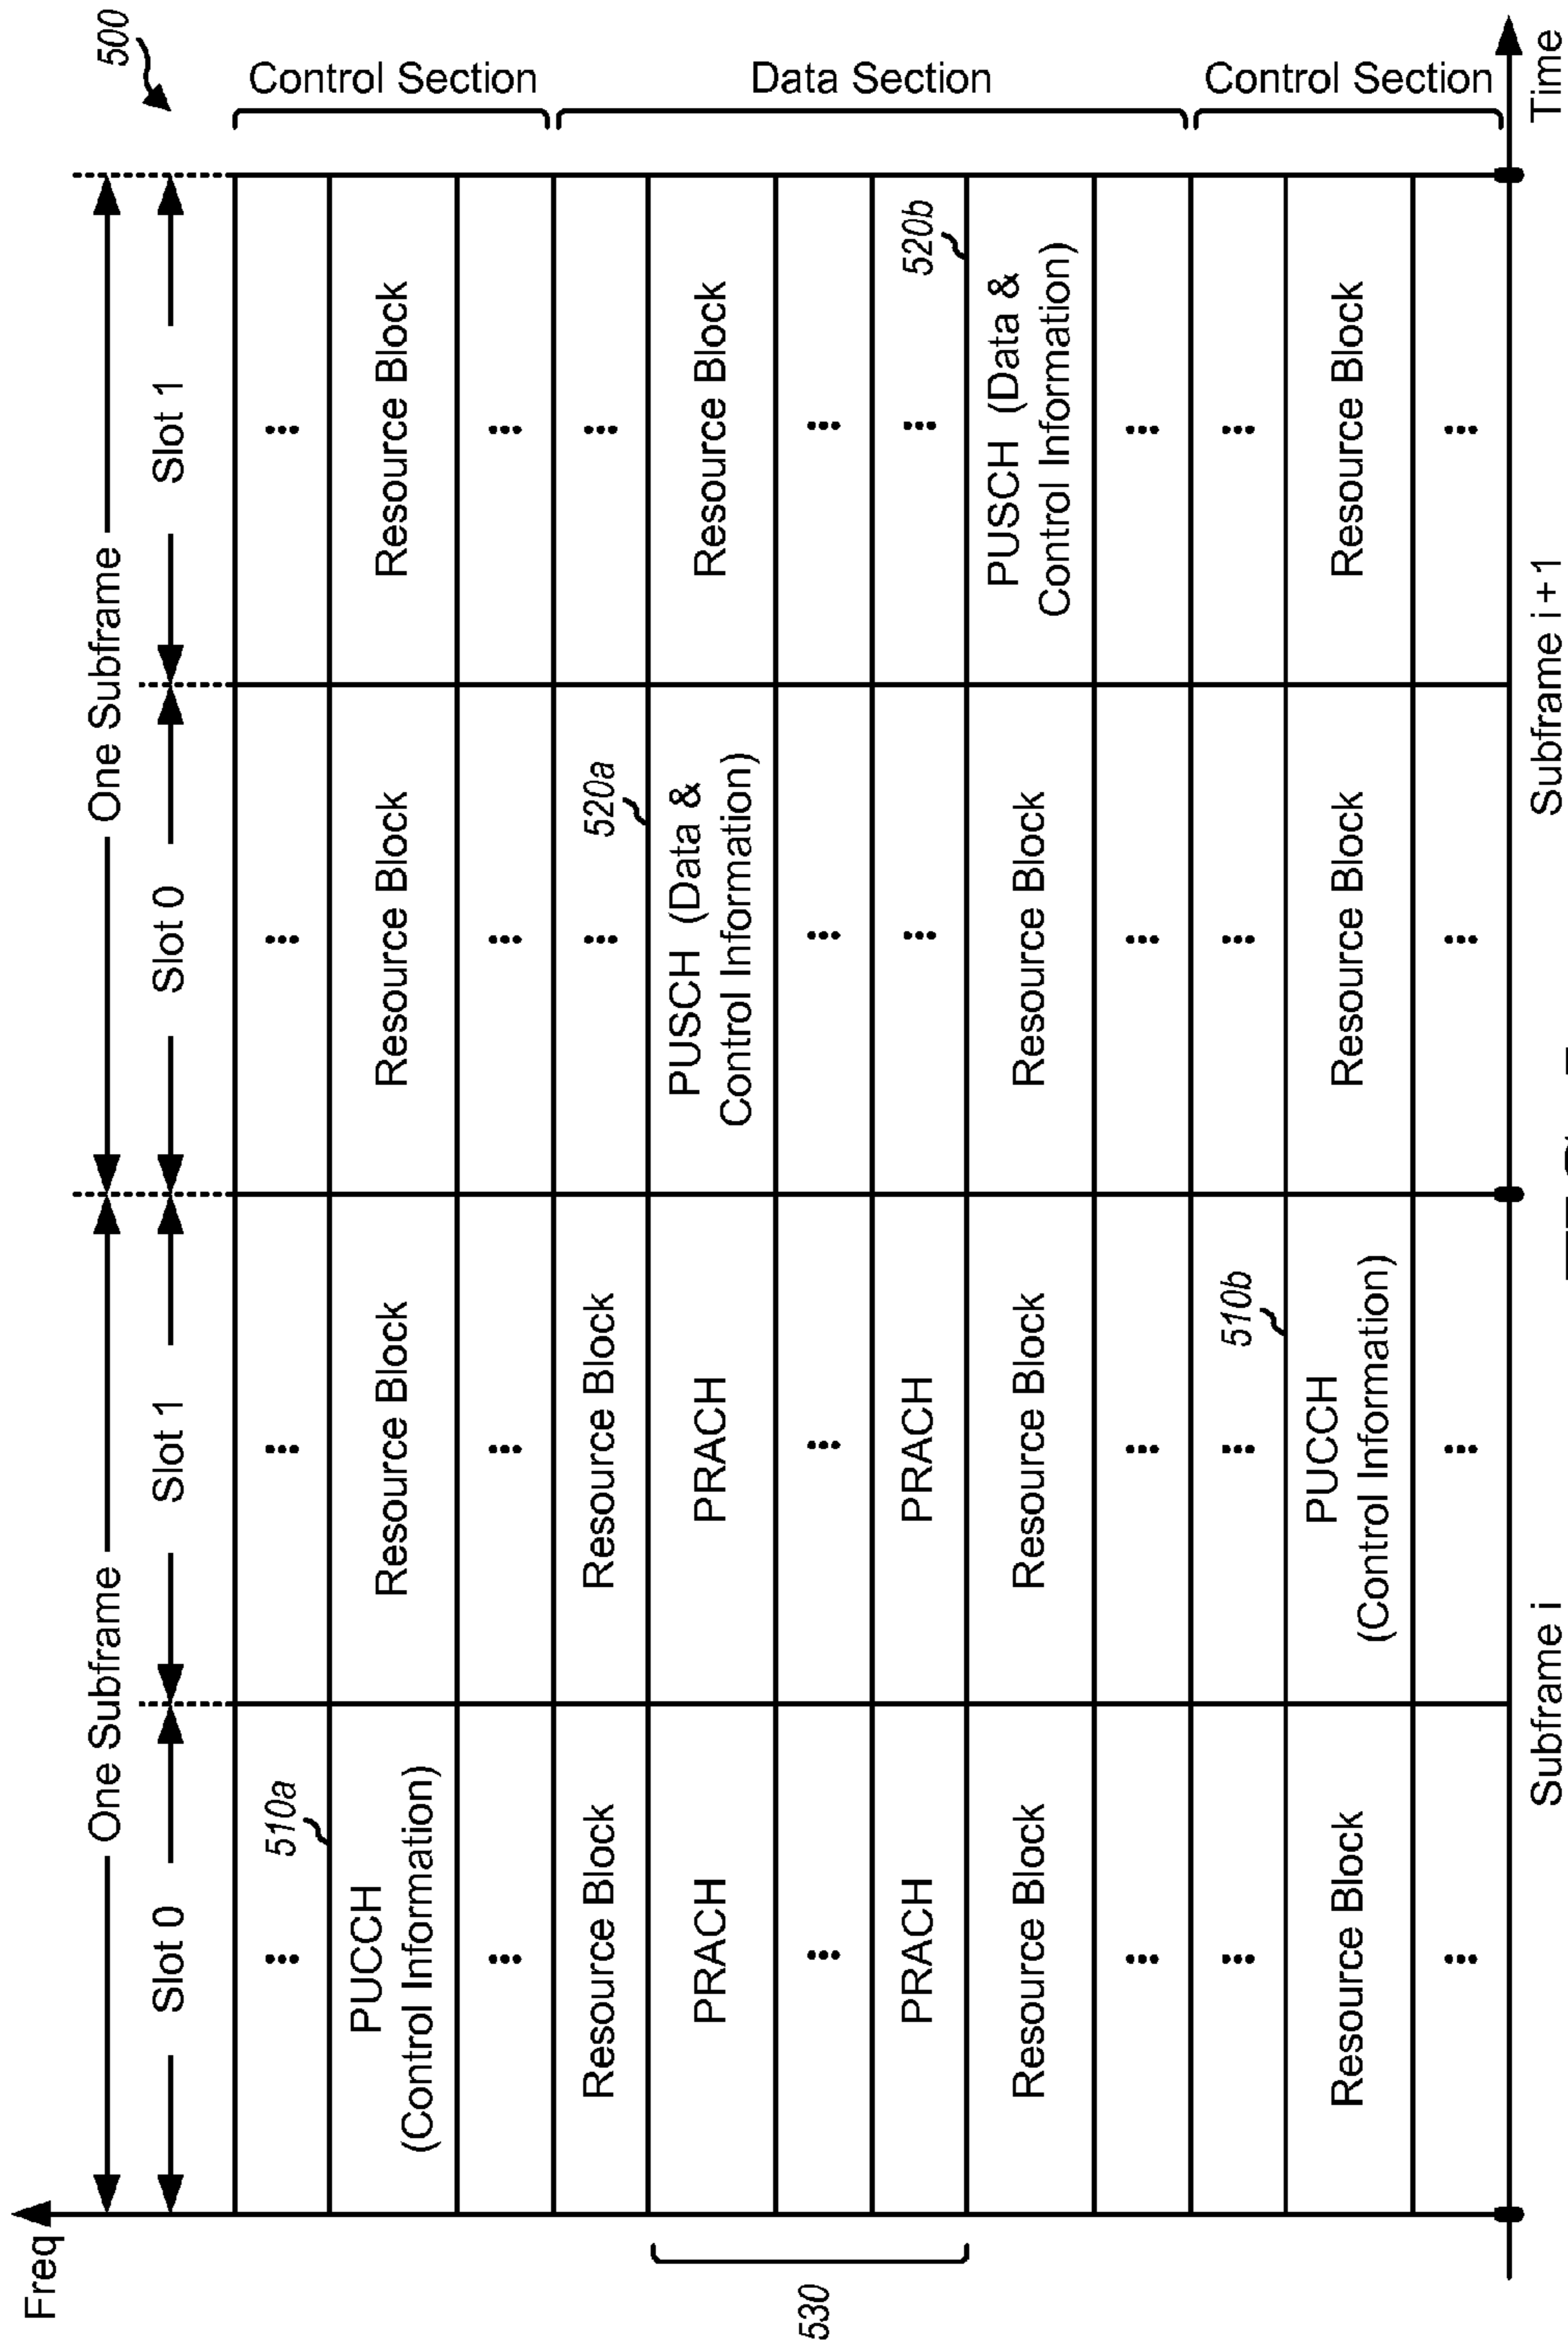 500
One Subframe
One Subframe
Slot 0
Slot 1
Slot 0
Slot 1
Freq
Control Section
Data Section
Control Section
...
...
...
...
510a
PUCCH
(Control Information)
Resource Block
Resource Block
Resource Block
...
...
...
...
Resource Block
Resource Block
...
...
520a
530
PRACH
PRACH
PUSCH (Data &
Control Information)
Resource Block
...
...
...
...
PRACH
PRACH
...
...
520b
Resource Block
Resource Block
Resource Block
PUSCH (Data &
Control Information)
...
...
...
...
...
...
...
...
510b
Resource Block
PUCCH
(Control Information)
Resource Block
Resource Block
...
...
...
...
Time
Subframe i
Subframe i + 1